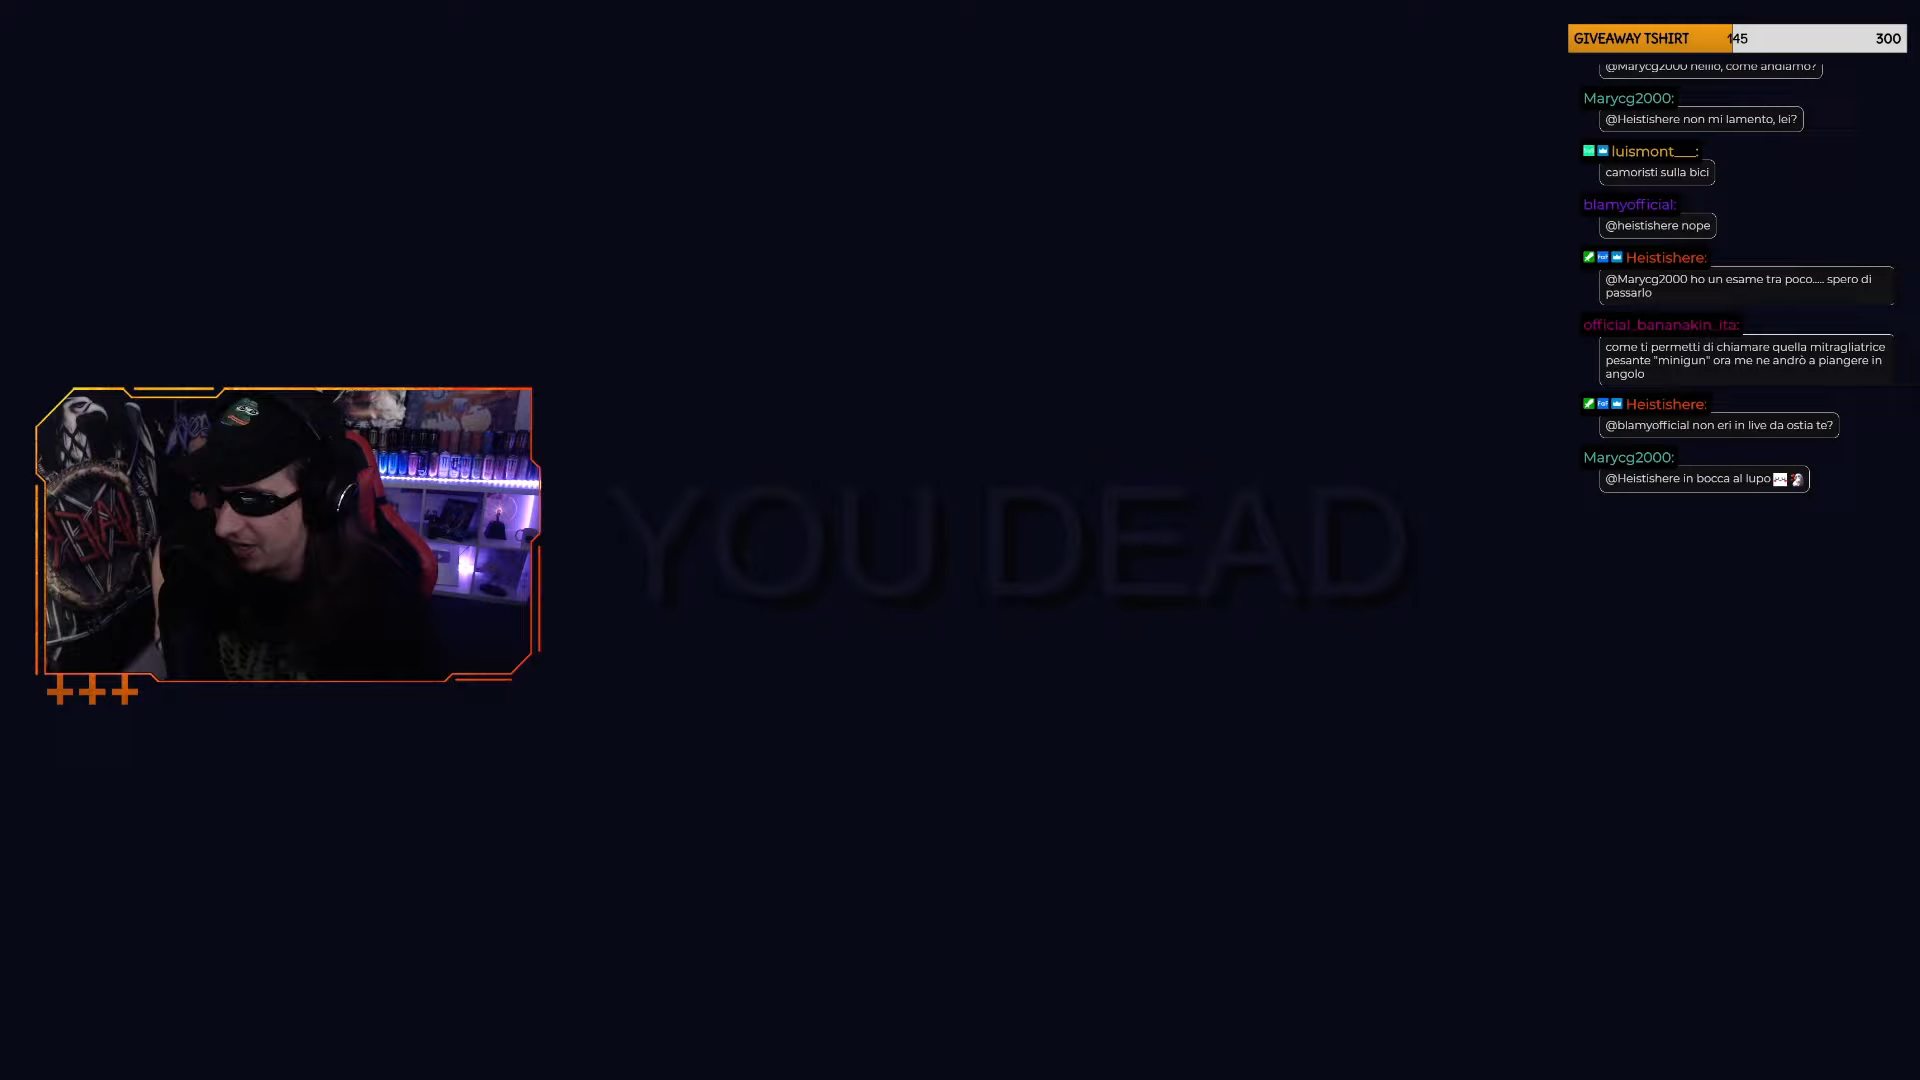 GIVEAWAY TSHIRT 145 300
@Marycg2000 hellio, come andiamo?
Marycg2000:
@Heistishere non mi lamento, lei?
luismont___:
camoristi sulla bici
blamyofficial:
@heistishere nope
Heistishere:
@Marycg2000 ho un esame tra poco..... spero di
passarlo
official_bananakin_ita:
come ti permetti di chiamare quella mitragliatrice
pesante "minigun" ora me ne andrò a piangere in
angolo
Heistishere:
@blamyofficial non eri in live da ostia te?
Marycg2000:
@Heistishere in bocca al lupo
YOU DEAD